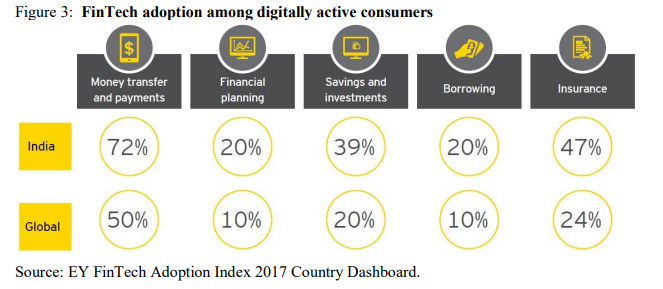 Figure 3: FinTech adoption among digitally active consumers
Money transfer
and payments
Financial
planning
Savings and
investments
Borrowing
Insurance
India
72%
20%
39%
20%
47%
Global
50%
10%
20%
10%
24%
Source: EY FinTech Adoption Index 2017 Country Dashboard.